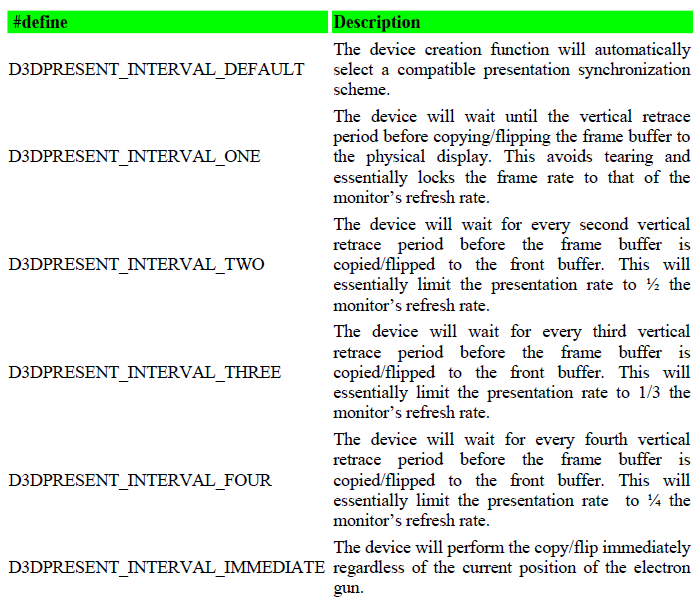 #define Description
D3DPRESENT_INTERVAL_DEFAULT
The device creation function will automatically
select a compatible presentation synchronization
scheme.
D3DPRESENT_INTERVAL_ONE
The device will wait until the vertical retrace
period before copying/flipping the frame buffer to
the physical display. This avoids tearing and
essentially locks the frame rate to that of the
monitor’s refresh rate.
D3DPRESENT_INTERVAL_TWO
The device will wait for every second vertical
retrace period before the frame buffer is
copied/flipped to the front buffer. This will
essentially limit the presentation rate to ½ the
monitor’s refresh rate.
D3DPRESENT_INTERVAL_THREE
The device will wait for every third vertical
retrace period before the frame buffer is
copied/flipped to the front buffer. This will
essentially limit the presentation rate to 1/3 the
monitor’s refresh rate.
D3DPRESENT_INTERVAL_FOUR
The device will wait for every fourth vertical
retrace period before the frame buffer is
copied/flipped to the front buffer. This will
essentially limit the presentation rate to ¼ the
monitor’s refresh rate.
D3DPRESENT_INTERVAL_IMMEDIATE
The device will perform the copy/flip immediately
regardless of the current position of the electron
gun.